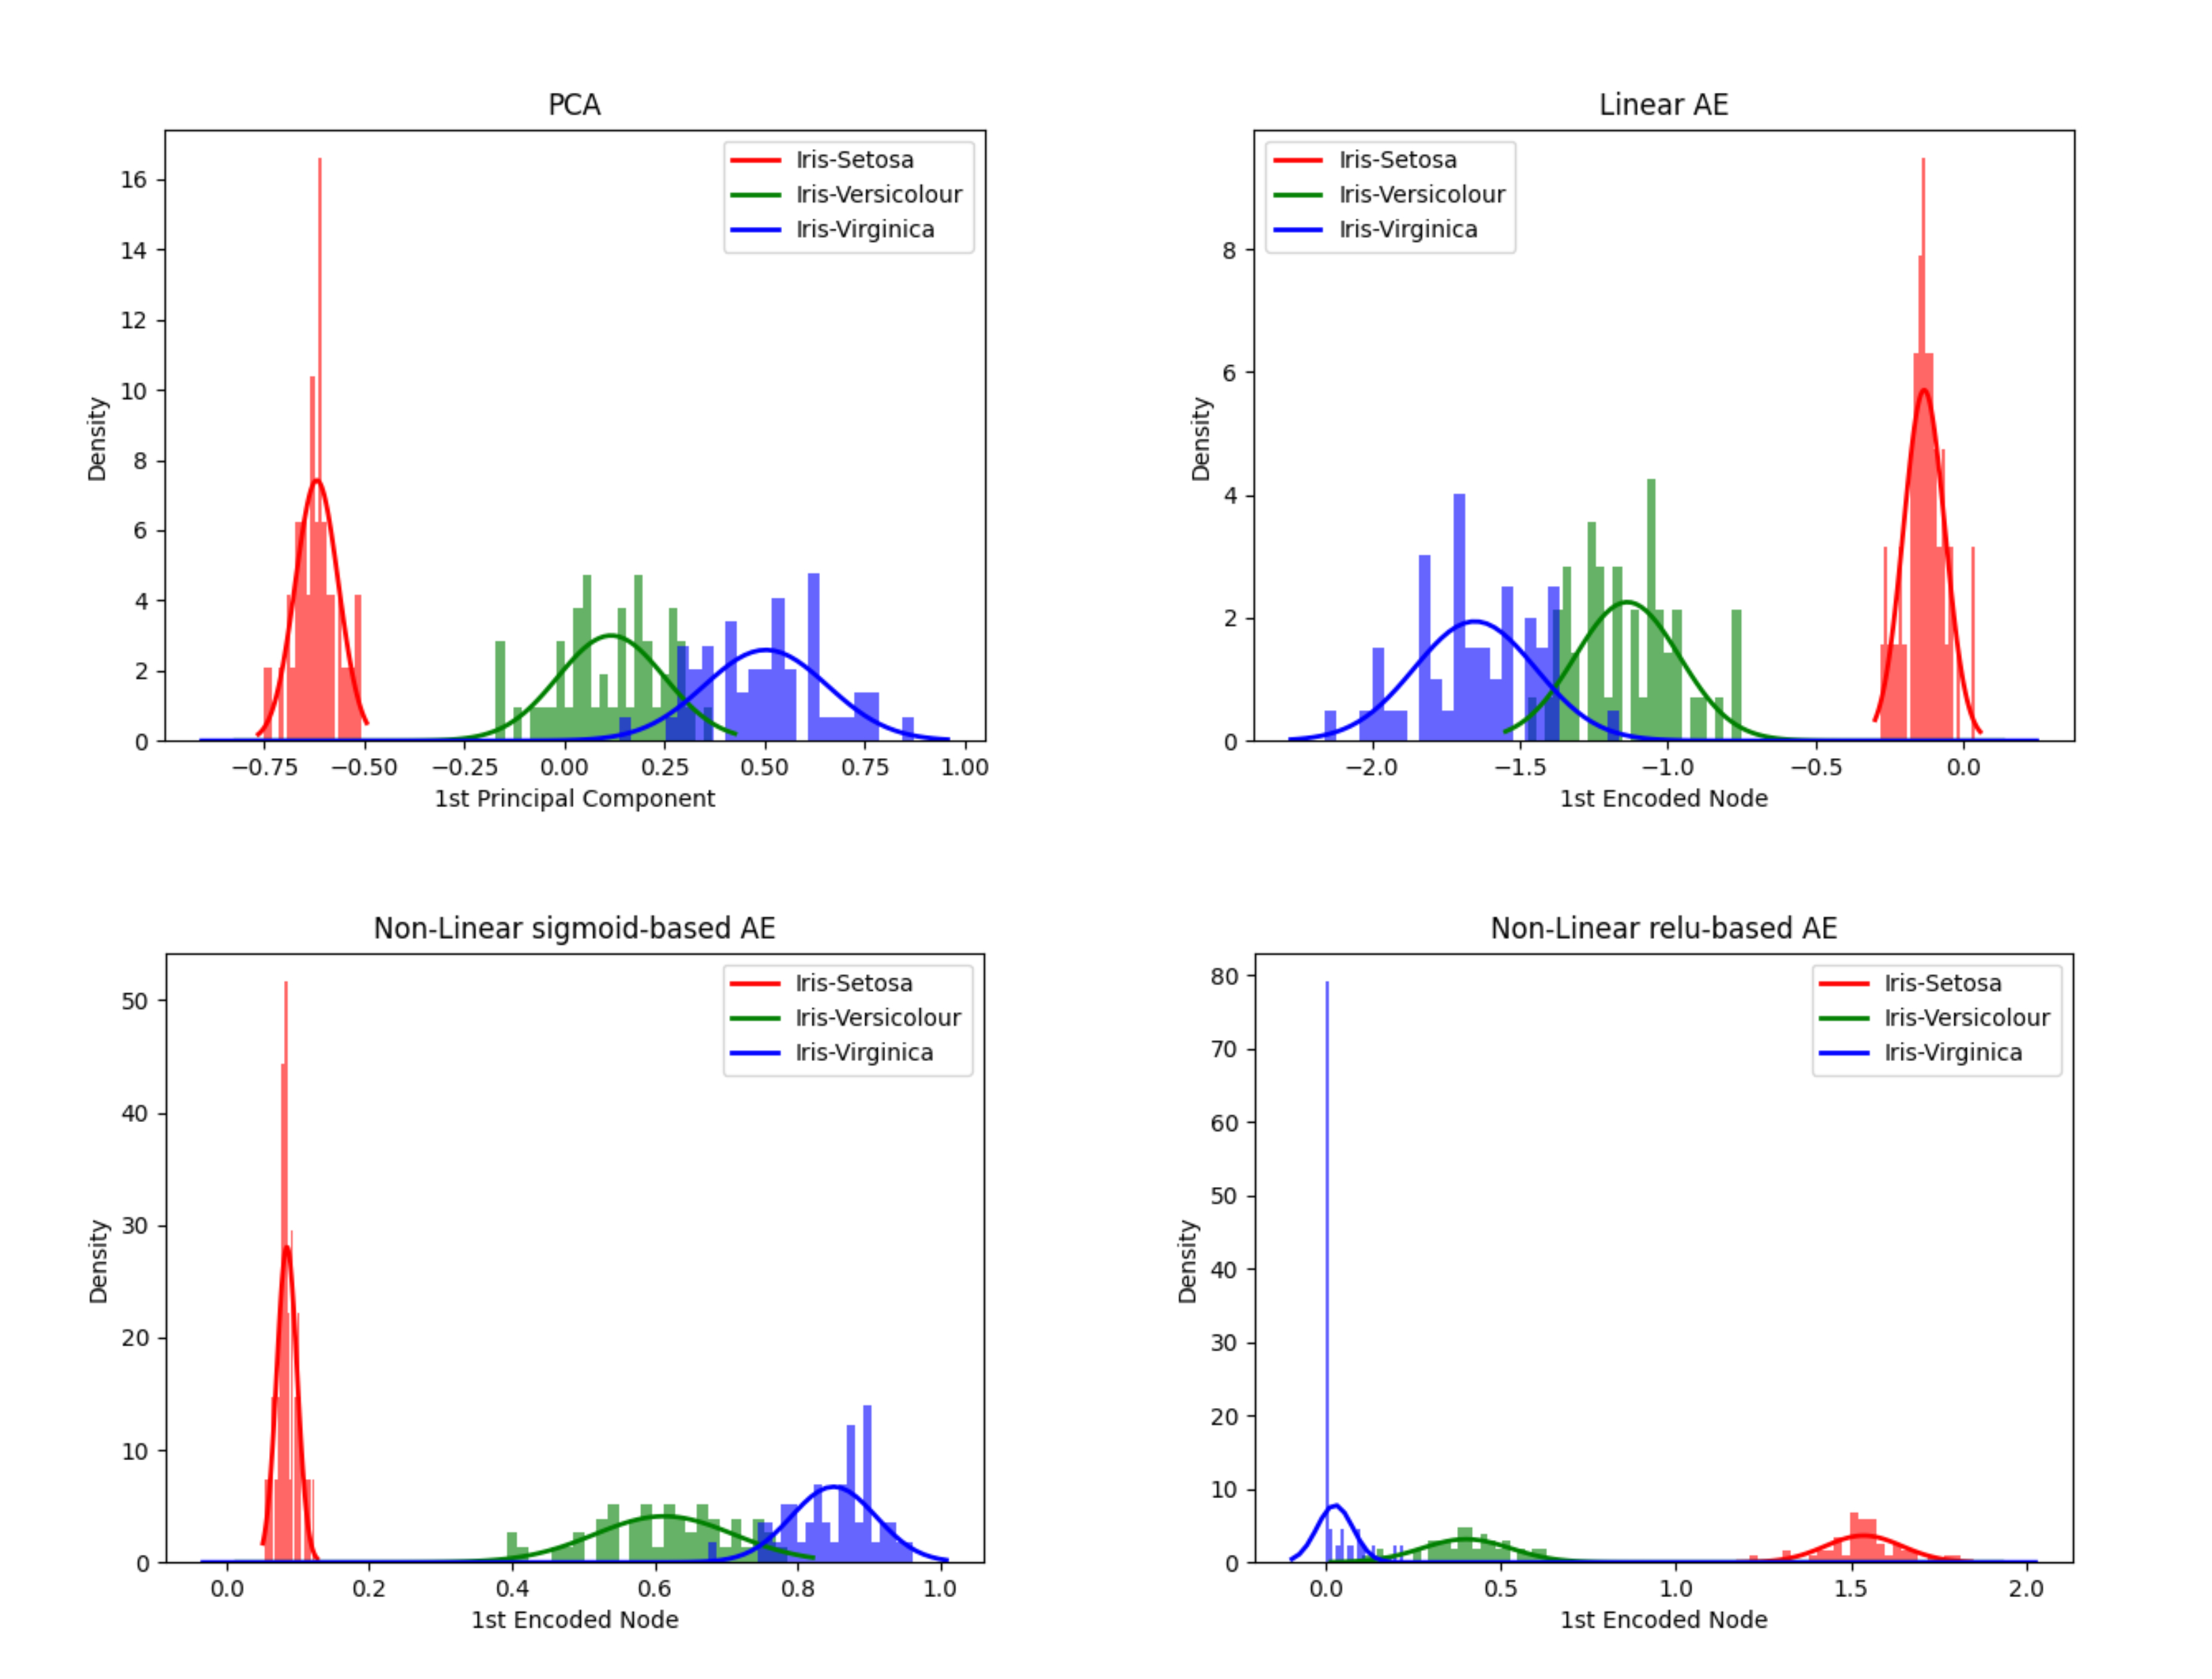 PCA
Iris-Setosa
Iris-Versicolour
Iris-Virginica
16
14
12
10
8
6
4
2
0
Density
−0.75
−0.50
−0.25
0.00
0.25
0.50
0.75
1.00
1st Principal Component
Linear AE
Iris-Setosa
Iris-Versicolour
Iris-Virginica
8
6
4
2
0
Density
−2.0
−1.5
−1.0
−0.5
0.0
1st Encoded Node
Non-Linear sigmoid-based AE
Iris-Setosa
Iris-Versicolour
Iris-Virginica
50
40
30
20
10
0
Density
0.0
0.2
0.4
0.6
0.8
1.0
1st Encoded Node
Non-Linear relu-based AE
Iris-Setosa
Iris-Versicolour
Iris-Virginica
80
70
60
50
40
30
20
10
0
Density
0.0
0.5
1.0
1.5
2.0
1st Encoded Node